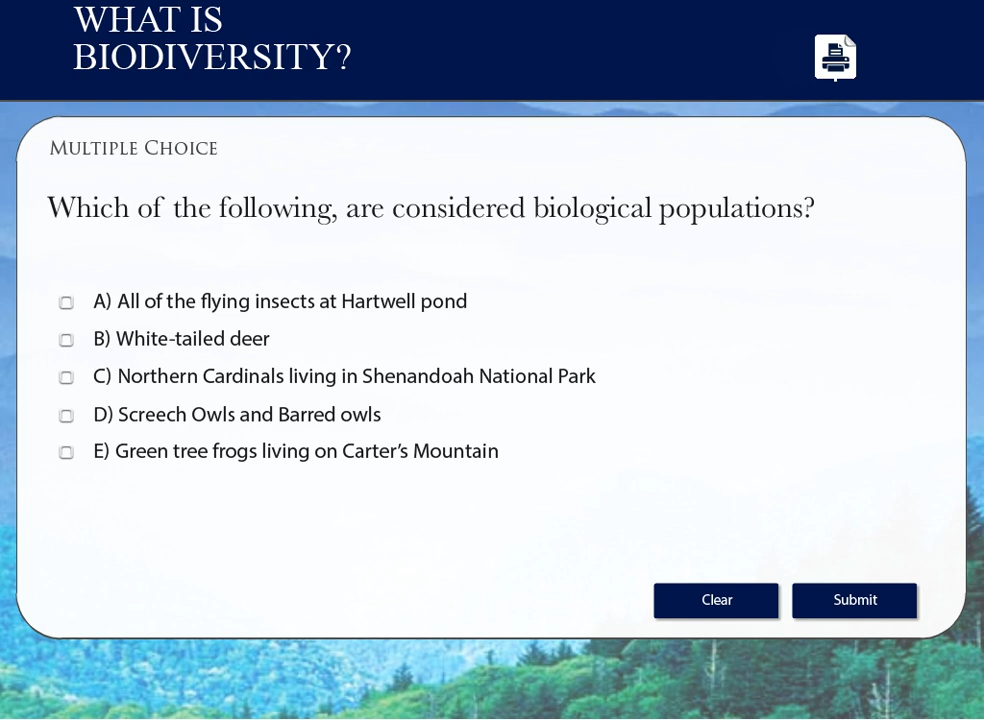 WHAT IS
BIODIVERSITY?
MULTIPLE CHOICE
Which of the following, are considered biological populations?
A) All of the flying insects at Hartwell pond
B) White-tailed deer
C) Northern Cardinals living in Shenandoah National Park
D) Screech Owls and Barred owls
E) Green tree frogs living on Carter’s Mountain
Clear
Submit